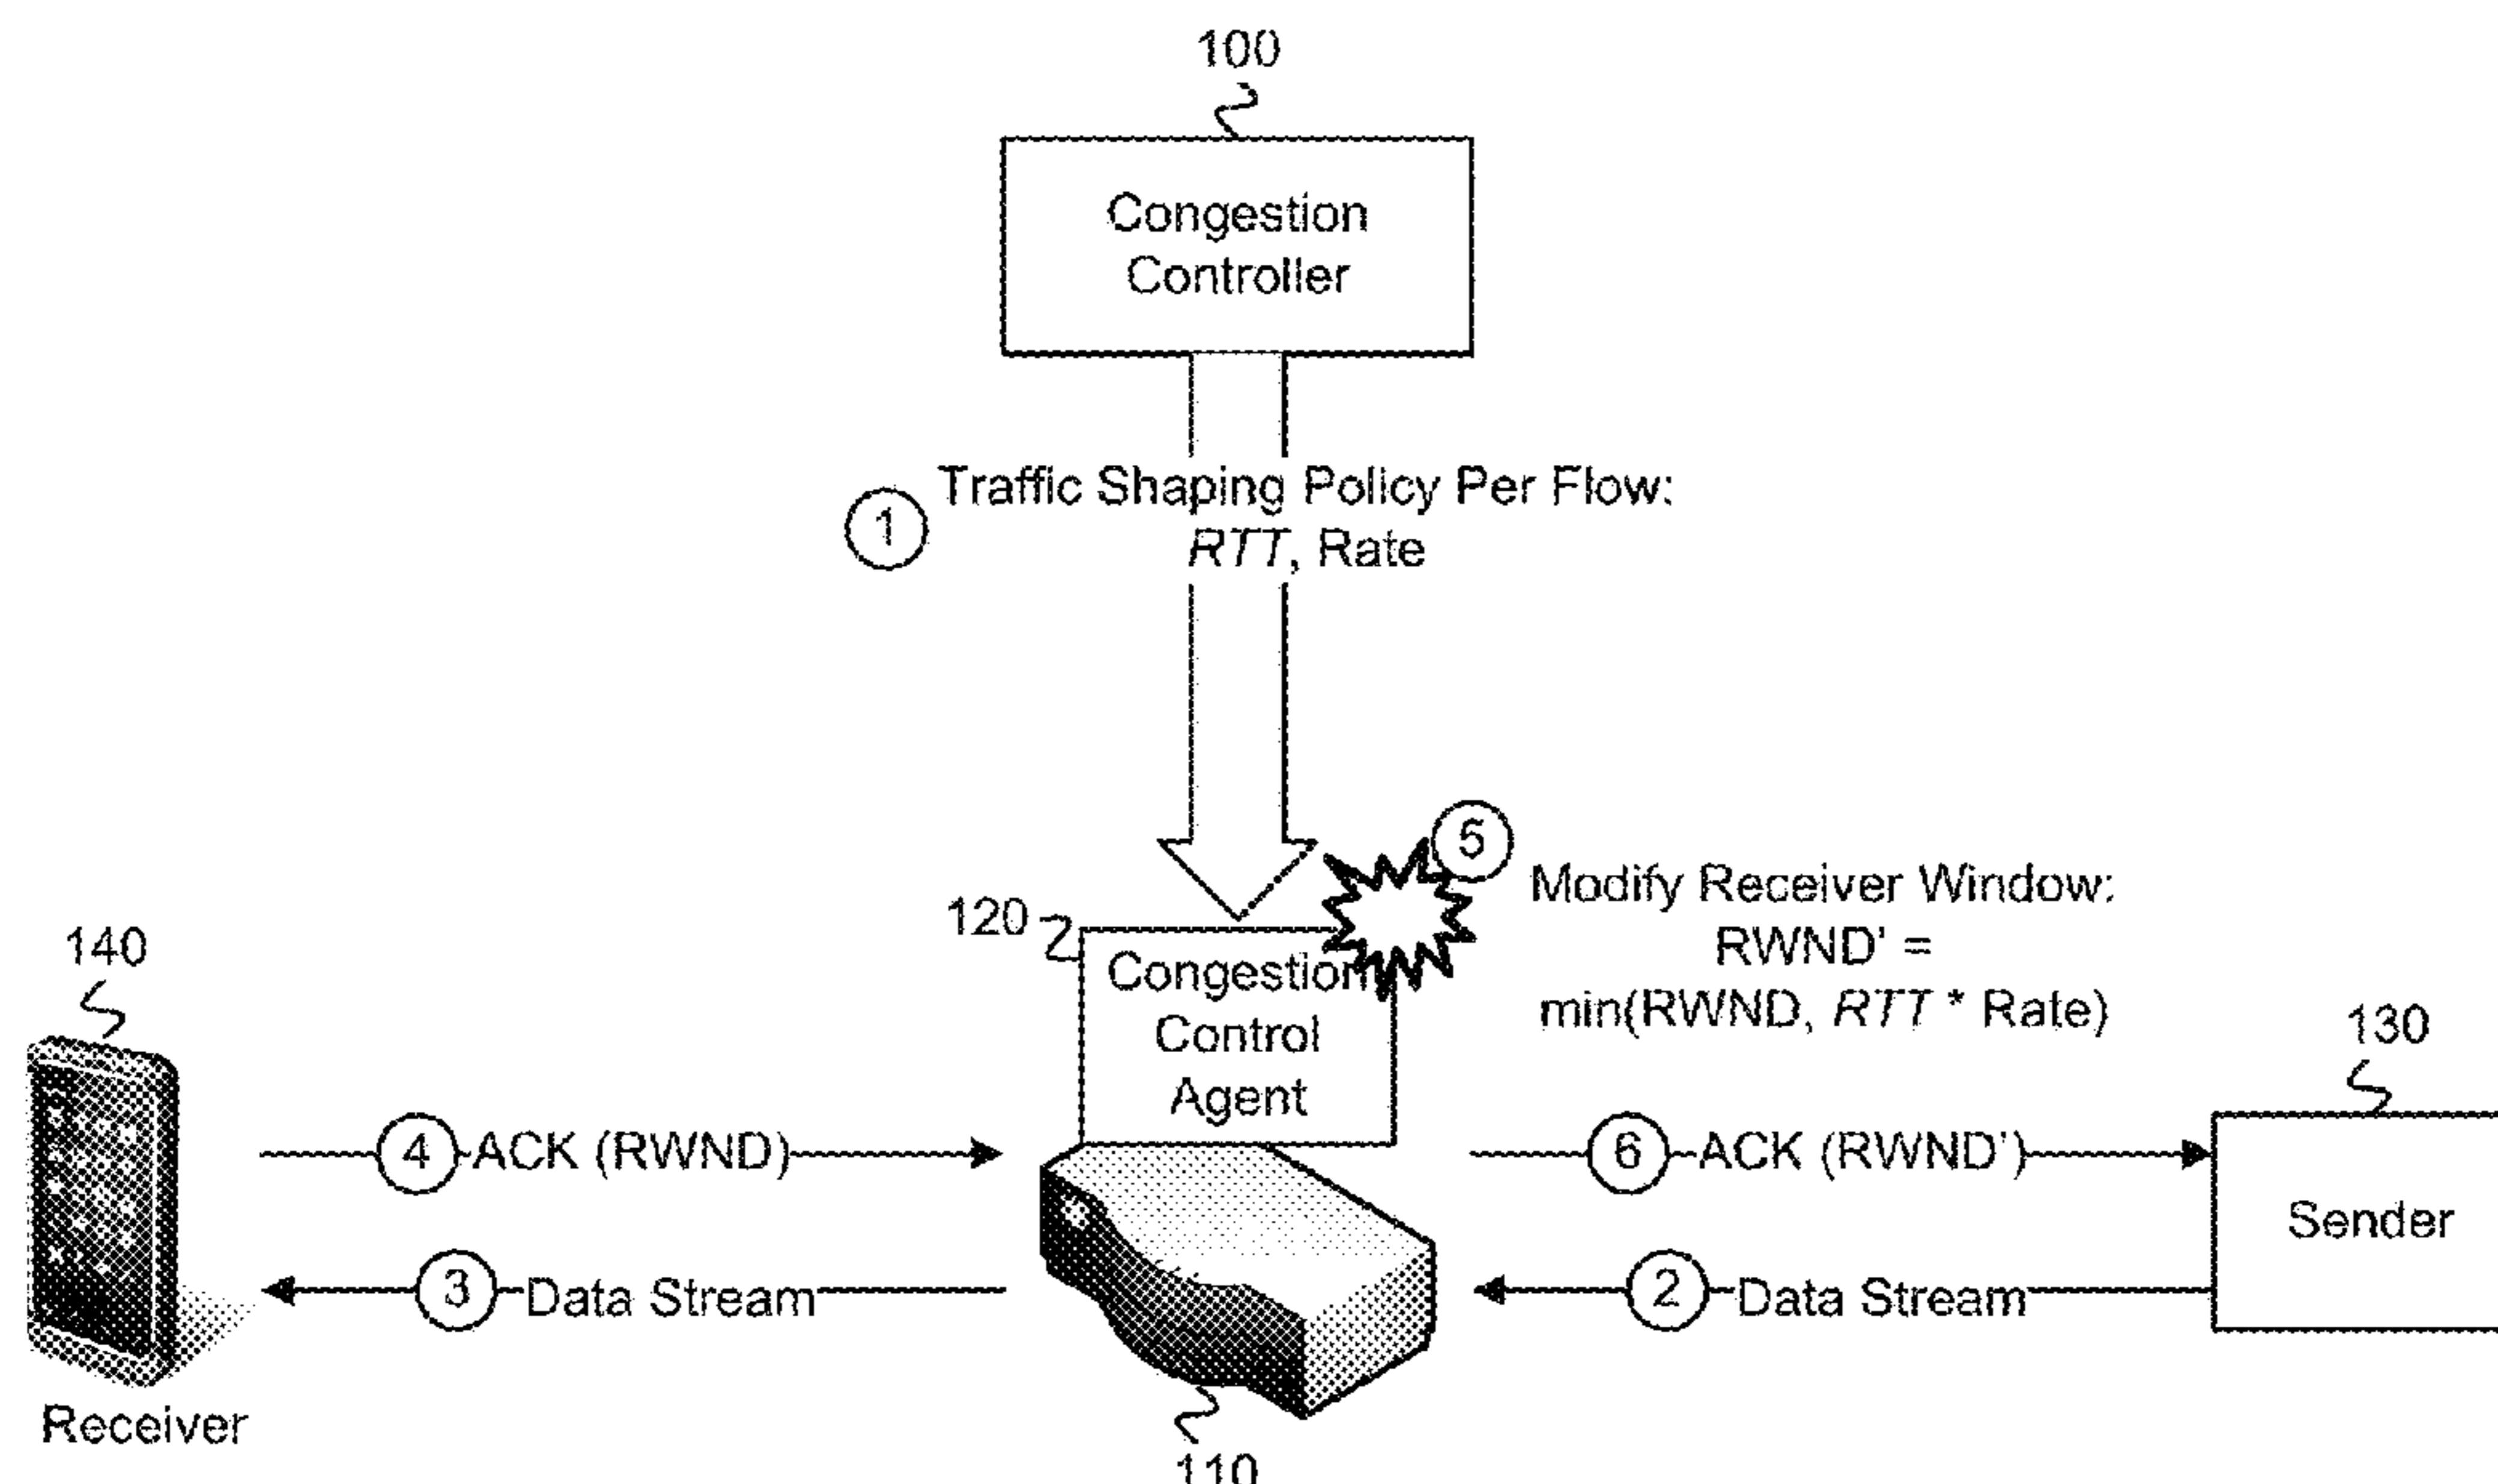 100
Congestion
Controller
1
Traffic Shaping Policy Per Flow:
RTT, Rate
5
Modify Receiver Window:
RWND' =
min(RWND, RTT * Rate)
120
Congestion
Control
Agent
140
130
4 ACK (RWND)
6 ACK (RWND')
Sender
3 Data Stream
2 Data Stream
Receiver
110